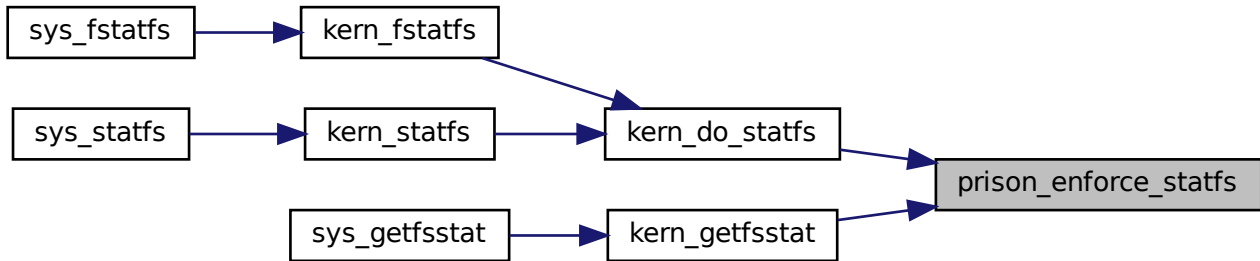 sys_fstatfs
kern_fstatfs
sys_statfs
kern_statfs
kern_do_statfs
prison_enforce_statfs
sys_getfsstat
kern_getfsstat